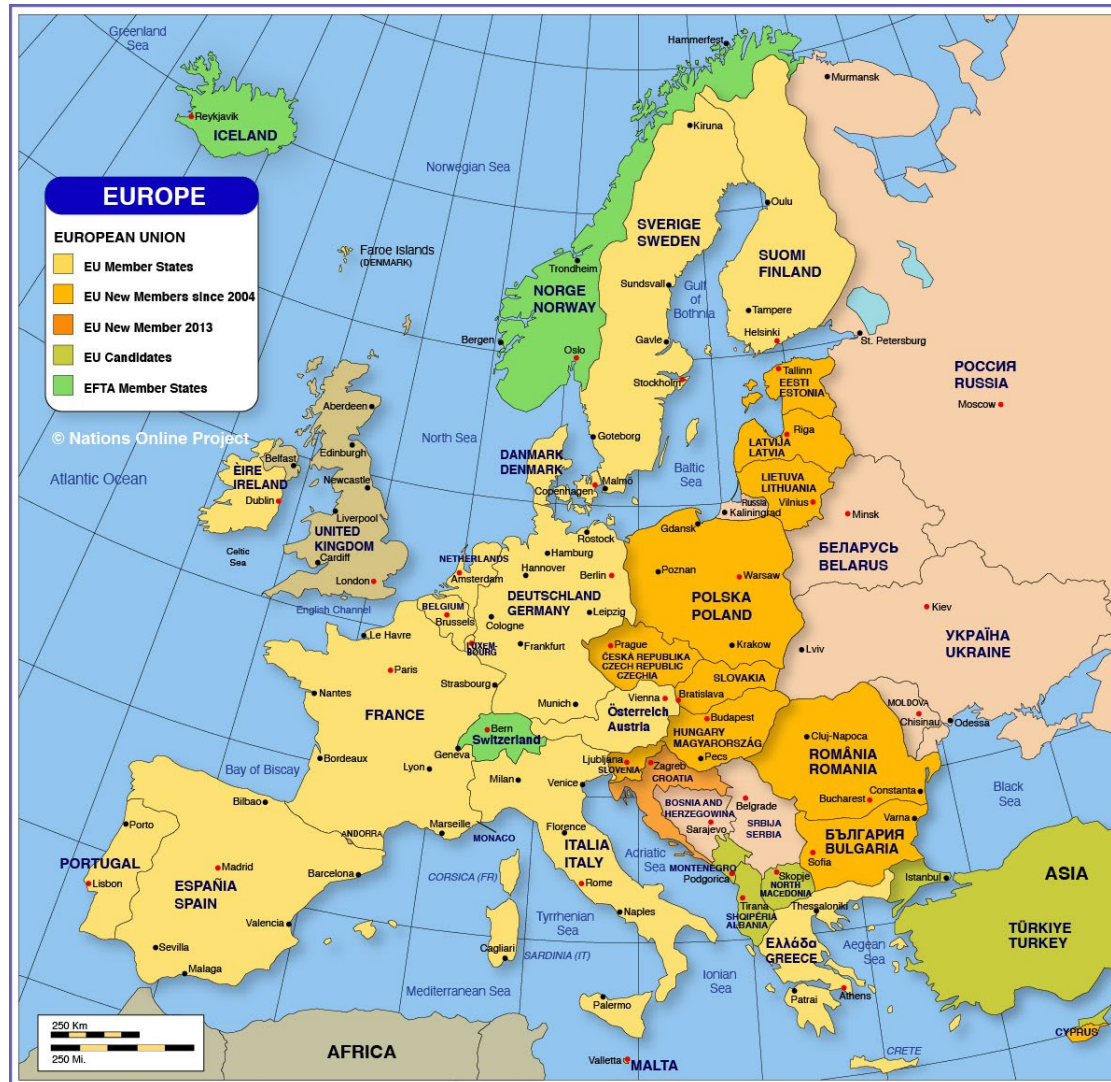 Greenland
Sea
Hammerfest
Murmansk
Reykjavik
ICELAND
Kiruna
Norwegian Sea
EUROPE
EUROPEAN UNION
EU Member States
EU New Members since 2004
EU New Member 2013
EU Candidates
EFTA Member States
© Nations Online Project
Oulu
SVERIGE
SWEDEN
SUOMI
FINLAND
Faroe Islands
(DENMARK)
Trondheim
NORGE
NORWAY
Sundsvall
Gulf
of
Bothnia
Tampere
Helsinki
Bergen
Oslo
Gavle
Stockholm
St. Petersburg
Tallinn
EESTI
ESTONIA
РОССИЯ
RUSSIA
Moscow
Aberdeen
North Sea
Goteborg
Riga
LATVIJA
LATVIA
Edinburgh
Atlantic Ocean
Belfast
ÈIRE
IRELAND
Dublin
Newcastle
DANMARK
DENMARK
Copenhagen
Malmö
Baltic
Sea
LIETUVA
LITHUANIA
Vilnius
Russia
Kaliningrad
Minsk
БЕЛАРУСЬ
BELARUS
Liverpool
UNITED
KINGDOM
Cardiff
London
Celtic
Sea
English Channel
Gdansk
Rostock
Hamburg
NETHERLANDS
Amsterdam
Hannover
Berlin
Poznan
Warsaw
POLSKA
POLAND
DEUTSCHLAND
GERMANY
Leipzig
BELGIUM
Brussels
Cologne
Kiev
УКРАЇНА
UKRAINE
Le Havre
LUXEM-
BOURG
Frankfurt
Prague
ČESKÁ REPUBLIKA
CZECH REPUBLIC
CZECHIA
Krakow
Lviv
SLOVAKIA
Paris
Strasbourg
Nantes
Munich
Vienna
Bratislava
Österreich
Austria
Budapest
HUNGARY
MAGYARORSZÁG
Pecs
MOLDOVA
Chisinau
Odessa
FRANCE
Bern
Switzerland
Geneva
Cluj-Napoca
ROMÂNIA
ROMANIA
Bordeaux
Lyon
Milan
Venice
Ljubljana
SLOVENIA
Zagreb
CROATIA
Bay of Biscay
Bilbao
BOSNIA AND
HERZEGOWINA
Sarajevo
Belgrade
SRBIJA
SERBIA
Bucharest
Constanta
Black
Sea
Varna
Porto
ANDORRA
Marseille
MONACO
Florence
ITALIA
ITALY
Adriatic
Sea
БЪЛГАРИЯ
BULGARIA
Sofia
PORTUGAL
Lisbon
Madrid
ESPAÑIA
SPAIN
Barcelona
CORSICA (FR)
Rome
MONTENEGRO
Podgorica
Skopje
NORTH
MACEDONIA
Istanbul
ASIA
Tirana
SHQIPËRIA
ALBANIA
Thessaloniki
Valencia
Naples
Tyrrhenian
Sea
TÜRKIYE
TURKEY
Sevilla
Malaga
Cagliari
SARDINIA (IT)
Ελλάδα
GREECE
Aegean
Sea
Mediterranean Sea
Palermo
Ionian
Sea
Patrai
Athens
250 Km
250 Mi.
AFRICA
Valletta
MALTA
CRETE
CYPRUS